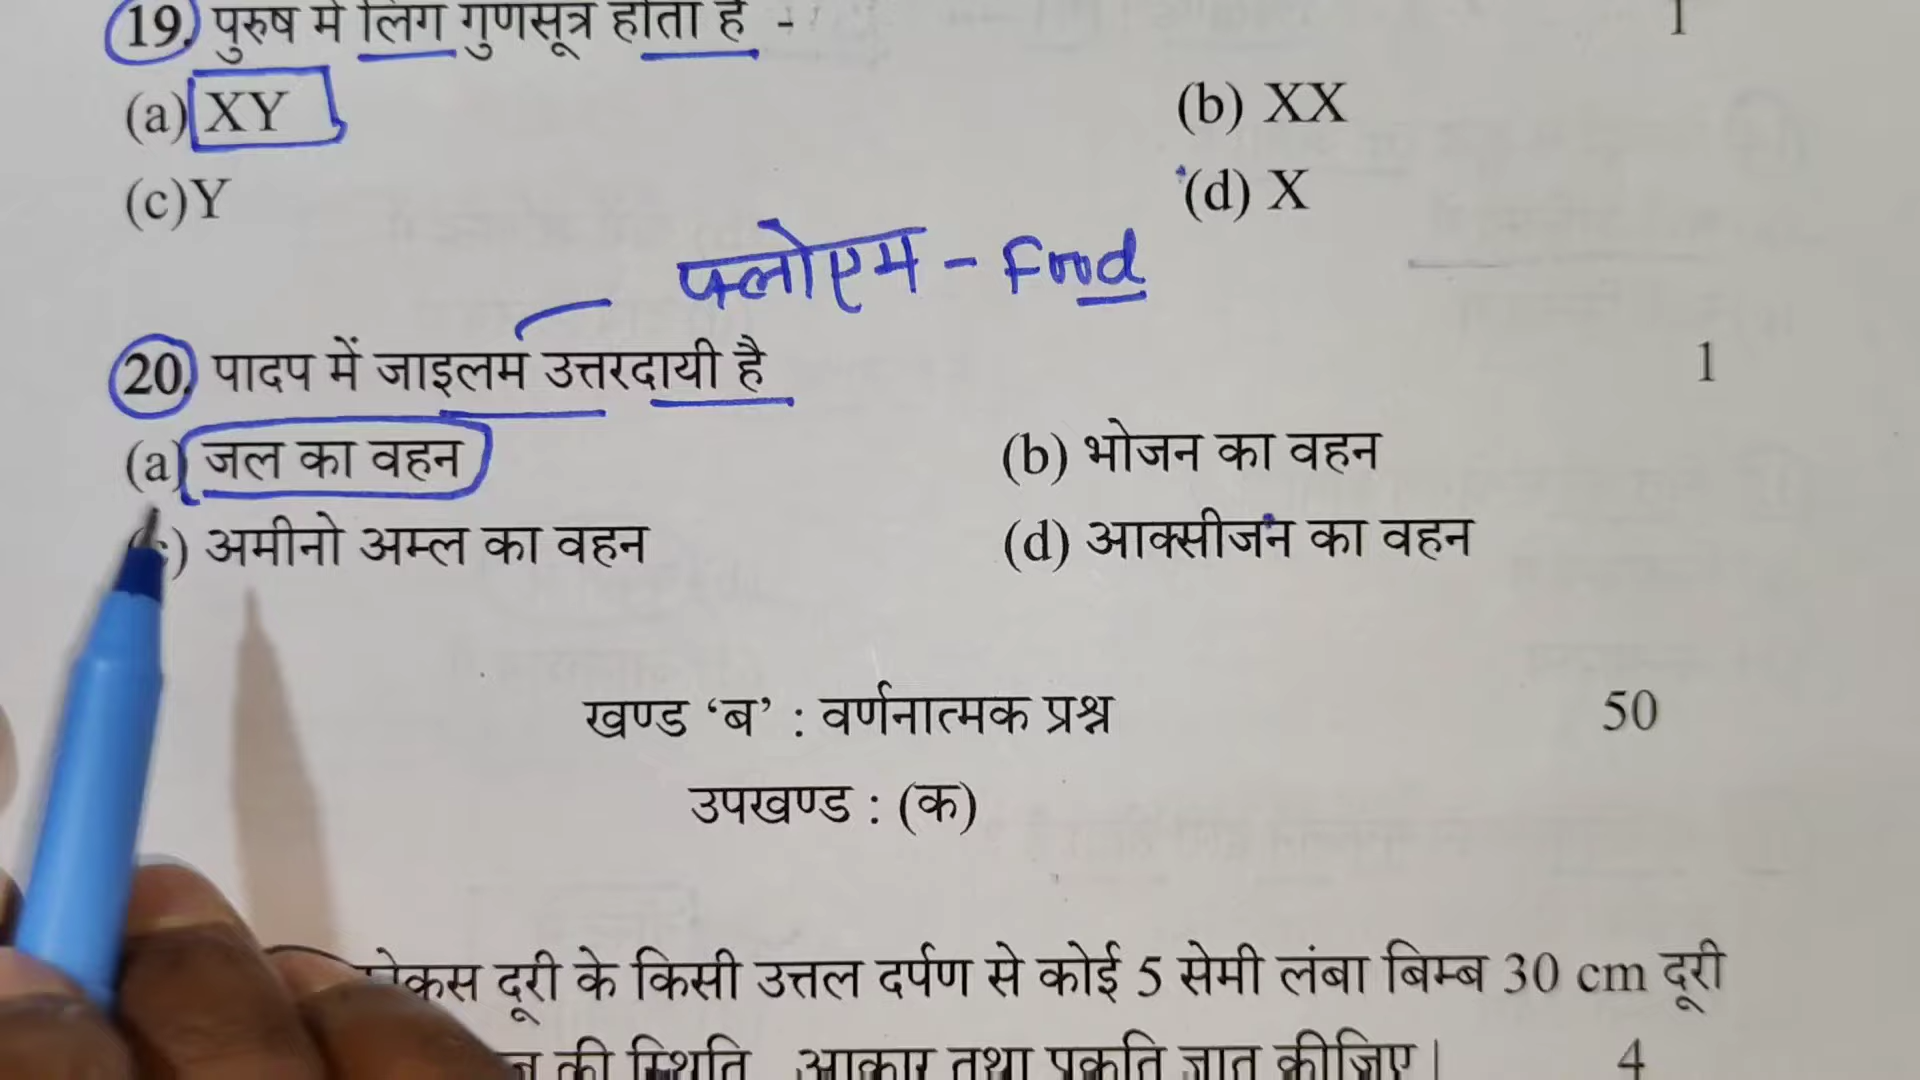 19. पुरुष में लिंग गुणसूत्र होता है - 1
(a) XY (b) XX
(c)Y (d) X
फ्लोएम - Food
20. पादप में जाइलम उत्तरदायी है 1
(a) जल का वहन (b) भोजन का वहन
) अमीनो अम्ल का वहन (d) आक्सीजन का वहन
खण्ड ‘ब’ : वर्णनात्मक प्रश्न 50
उपखण्ड : (क)
दूरी के किसी उत्तल दर्पण से कोई 5 सेमी लंबा बिम्ब 30 cm दूरी
की स्थिति, आकार तथा प्रकृति ज्ञात कीजिए। 4